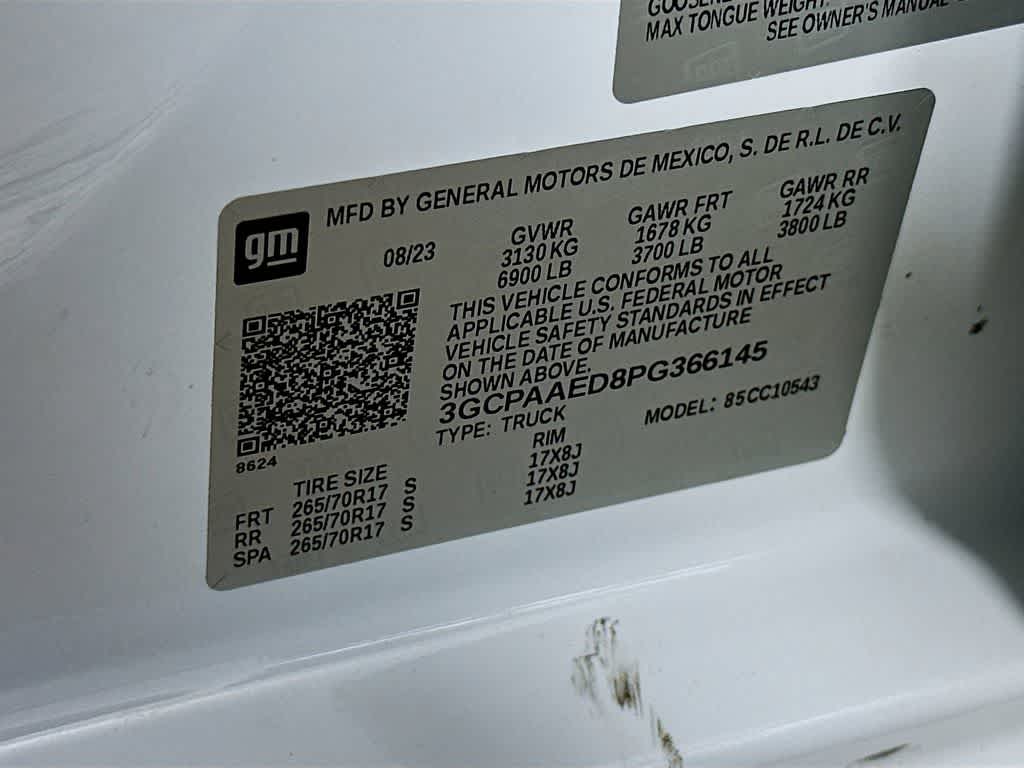 MAX TONGUE WEIGHT:
SEE OWNER'S MANUAL
MFD BY GENERAL MOTORS DE MEXICO, S. DE R.L. DE C.V.
gm
08/23
GVWR
3130 KG
6900 LB
GAWR FRT
1678 KG
3700 LB
GAWR RR
1724 KG
3800 LB
THIS VEHICLE CONFORMS TO ALL
APPLICABLE U.S. FEDERAL MOTOR
VEHICLE SAFETY STANDARDS IN EFFECT
ON THE DATE OF MANUFACTURE
SHOWN ABOVE.
3GCPAAED8PG366145
TYPE: TRUCK
MODEL: 85CC10543
8624
TIRE SIZE RIM
FRT 265/70R17 S 17X8J
RR 265/70R17 S 17X8J
SPA 265/70R17 S 17X8J